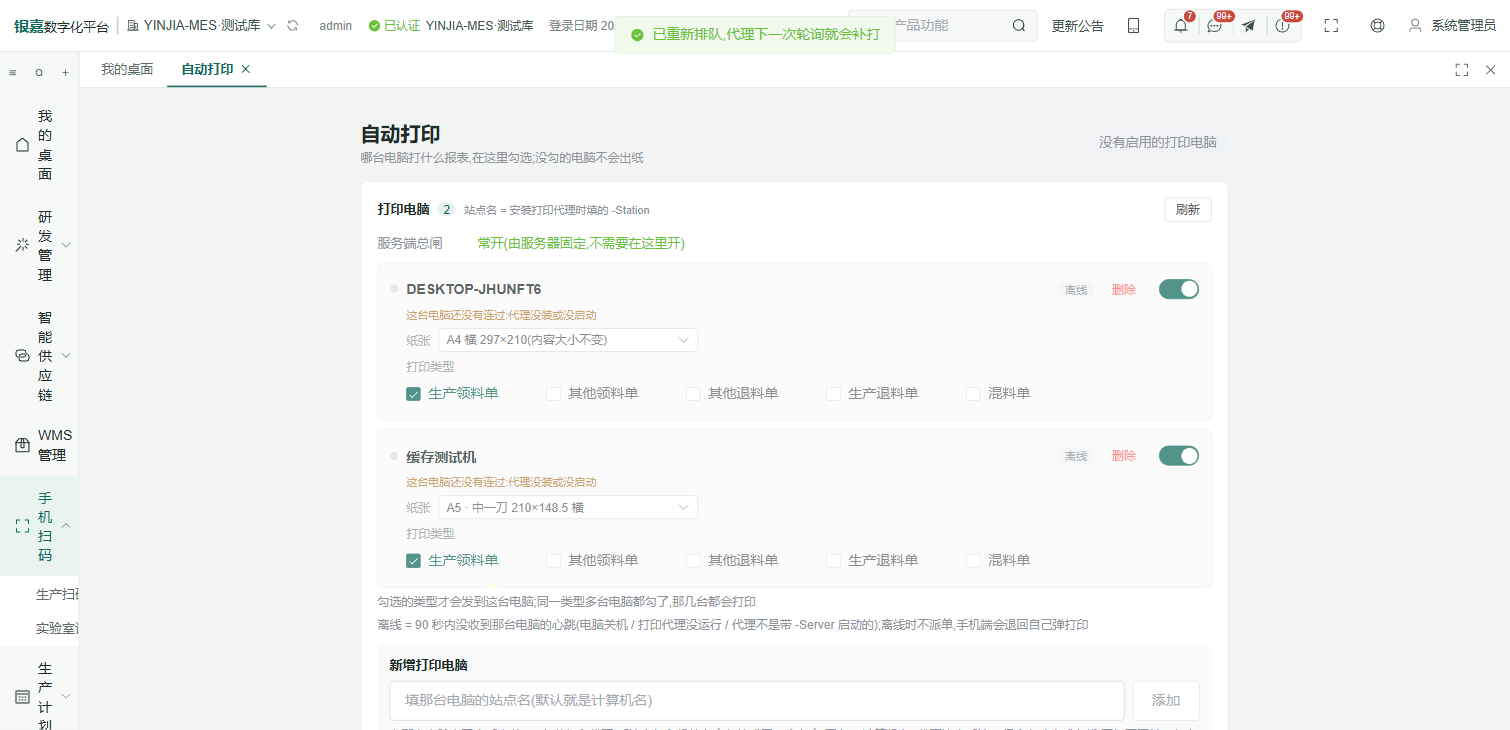 银嘉数字化平台 YINJIA-MES·测试库 admin 已认证 YINJIA-MES·测试库 登录日期 20 产品功能 更新公告 7 99+ 99+ 系统管理员
已重新排队,代理下一次轮询就会补打
我的桌面 自动打印
我的桌面
研发管理
智能供应链
WMS管理
手机扫码
生产扫
实验室
生产计划
自动打印
哪台电脑打什么报表,在这里勾选;没勾的电脑不会出纸
没有启用的打印电脑
打印电脑 2 站点名 = 安装打印代理时填的 -Station
刷新
服务端总闸 常开(由服务器固定,不需要在这里开)
DESKTOP-JHUNFT6 离线 删除
这台电脑还没有连过:代理没装或没启动
纸张 A4 横 297×210(内容大小不变)
打印类型
生产领料单 其他领料单 其他退料单 生产退料单 混料单
缓存测试机 离线 删除
这台电脑还没有连过:代理没装或没启动
纸张 A5 · 中一刀 210×148.5 横
打印类型
生产领料单 其他领料单 其他退料单 生产退料单 混料单
勾选的类型才会发到这台电脑;同一类型多台电脑都勾了,那几台都会打印
离线 = 90 秒内没收到那台电脑的心跳(电脑关机 / 打印代理没运行 / 代理不是带 -Server 启动的);离线时不派单,手机端会退回自己弹打印
新增打印电脑
填那台电脑的站点名(默认就是计算机名) 添加